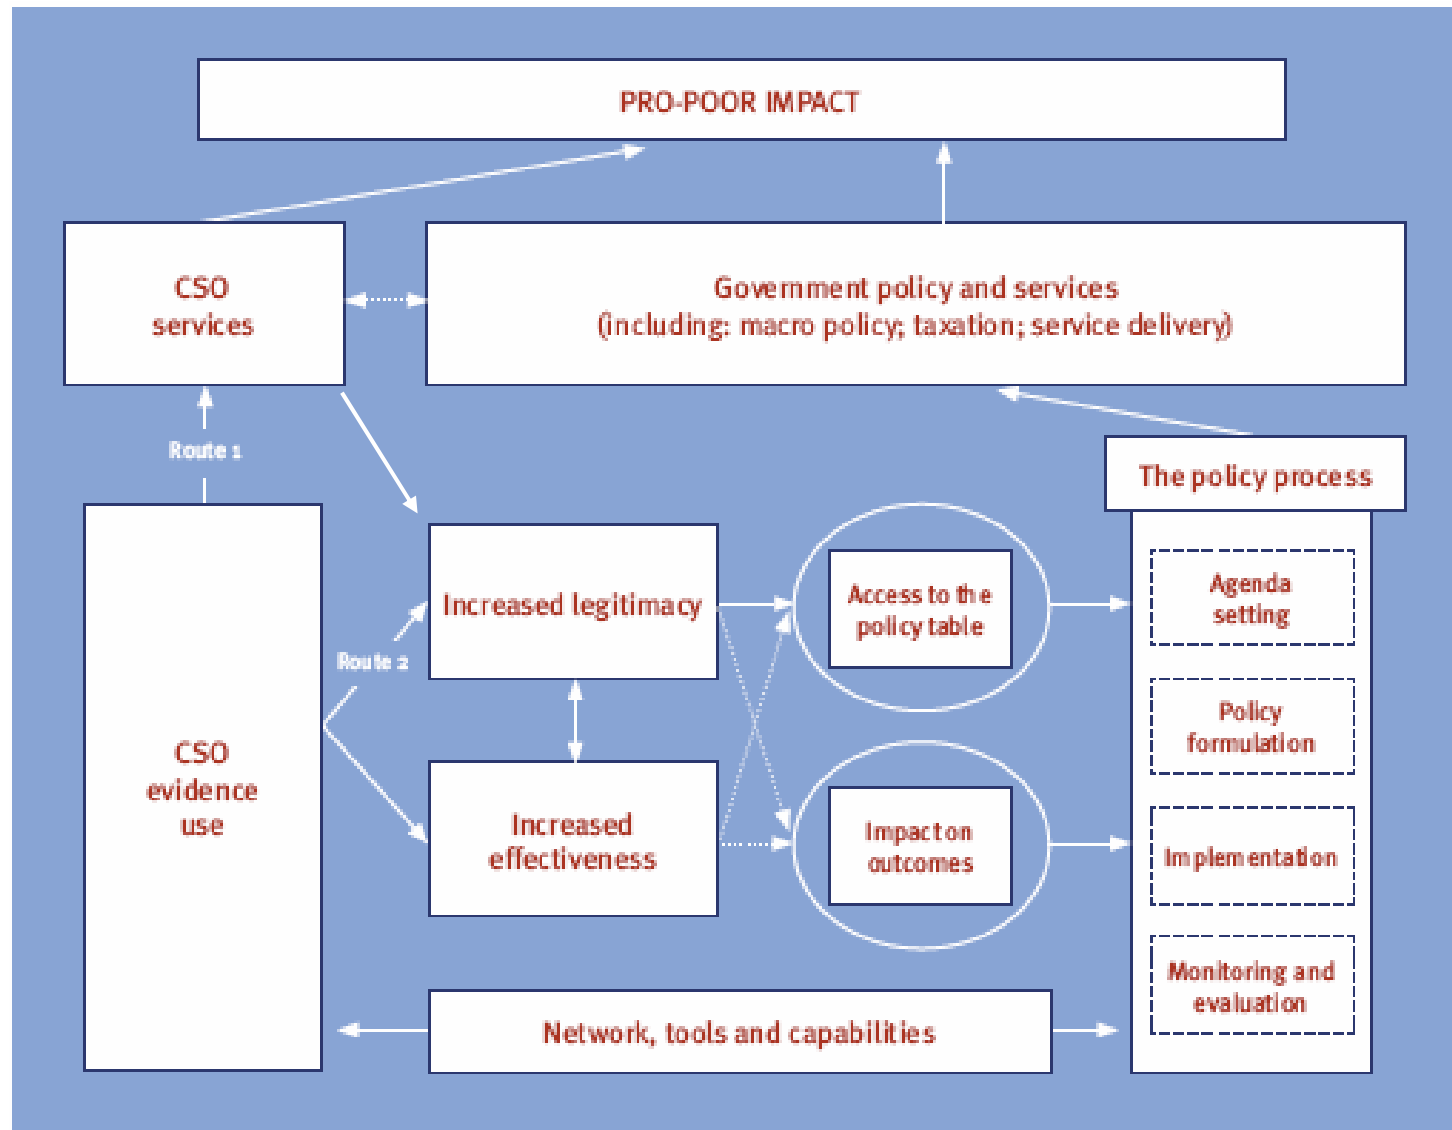 PRO-POOR IMPACT
CSO
services
Government policy and services
(including: macro policy; taxation; service delivery)
Route 1
The policy process
CSO
evidence
use
Route 2
Increased legitimacy
Increased
effectiveness
Access to the
policy table
Impact on
outcomes
Agenda
setting
Policy
formulation
Implementation
Monitoring and
evaluation
Network, tools and capabilities